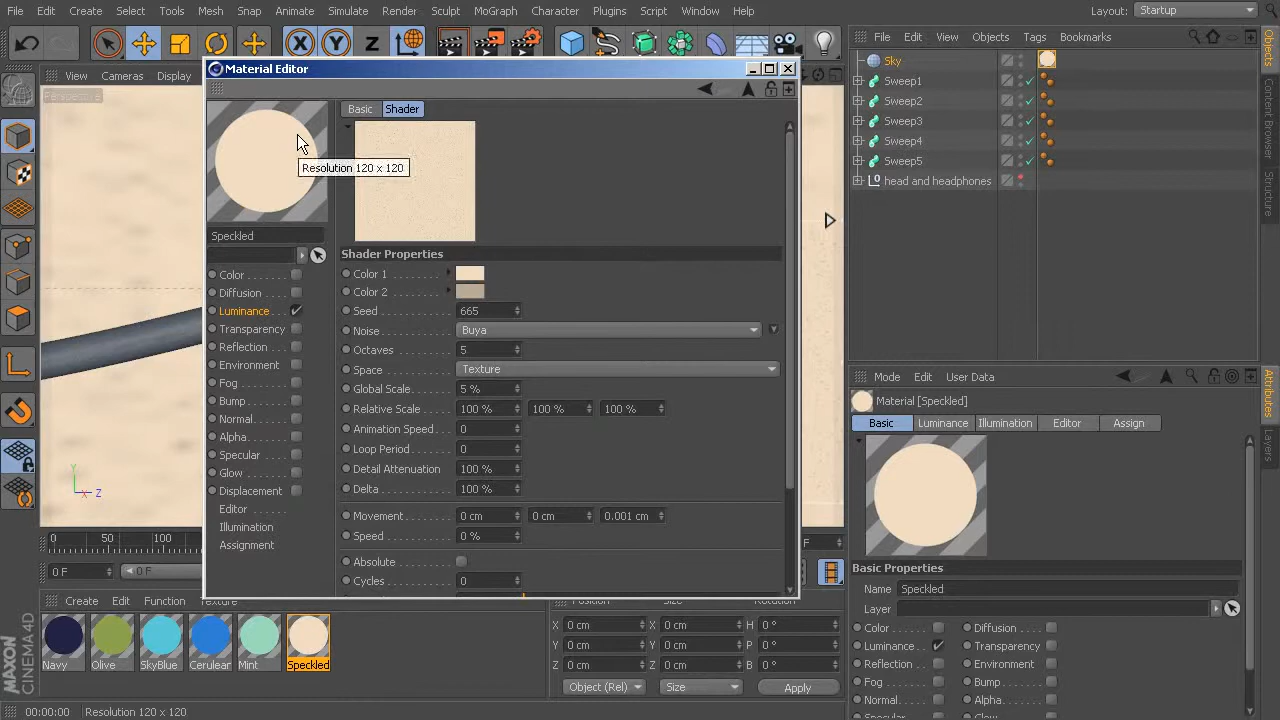 File Edit Create Select Tools Mesh Snap Animate Simulate Render Sculpt MoGraph Character Plugins Script Window Help Layout: Startup
File Edit View Objects Tags Bookmarks
Objects
Content Browser
Sky
Sweep1
Sweep2
Sweep3
Sweep4
Sweep5
head and headphones
View Cameras Display
Perspective
Material Editor
Basic Shader
Resolution 120 x 120
Speckled
Color
Diffusion
Luminance
Transparency
Reflection
Environment
Fog
Bump
Normal
Alpha
Specular
Glow
Displacement
Editor
Illumination
Assignment
Shader Properties
Color 1
Color 2
Seed 665
Noise Buya
Octaves 5
Space Texture
Global Scale 5 %
Relative Scale 100 % 100 % 100 %
Animation Speed 0
Loop Period 0
Detail Attenuation 100 %
Delta 100 %
Movement 0 cm 0 cm 0.001 cm
Speed 0 %
Absolute
Cycles 0
Y
X Z
0 50 100
0 F 0 F
F
Create Edit Function Texture
Navy Olive SkyBlue Cerulean Mint Speckled
MAXON
CINEMA 4D
Position Size Rotation
X 0 cm X 0 cm H 0 °
Y 0 cm Y 0 cm P 0 °
Z 0 cm Z 0 cm B 0 °
Object (Rel) Size Apply
Mode Edit User Data
Attributes
Layers
Material [Speckled]
Basic Luminance Illumination Editor Assign
Basic Properties
Name Speckled
Layer
Color Diffusion
Luminance Transparency
Reflection Environment
Fog Bump
Normal Alpha
Specular Glow
00:00:00 Resolution 120 x 120